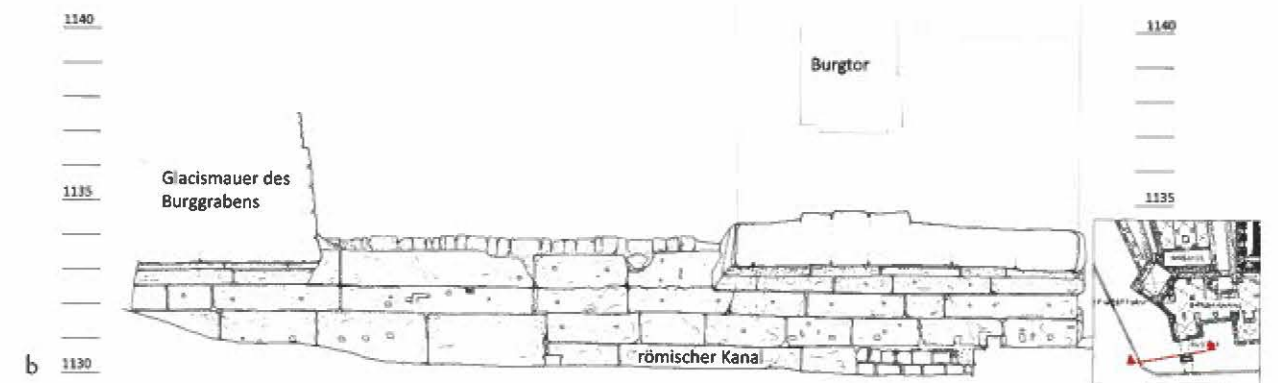 1140
1140
Burgtor
Glacismauer des
Burggrabens
1135
1135
römischer Kanal
b
1130